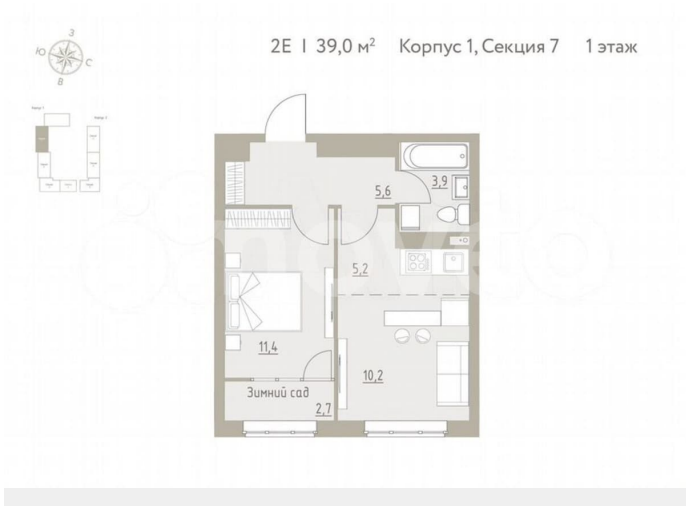 2Е | 39,0 м² Корпус 1, Секция 7 1 этаж
З
Ю
С
В
5,6
3,9
5,2
11,4
10,2
Зимний сад
2,7